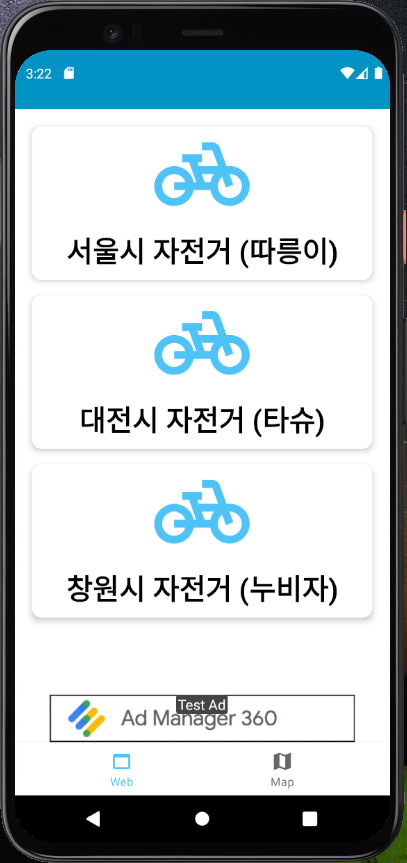 3:22
서울시 자전거 (따릉이)
대전시 자전거 (타슈)
창원시 자전거 (누비자)
Test Ad
Ad Manager 360
Web
Map